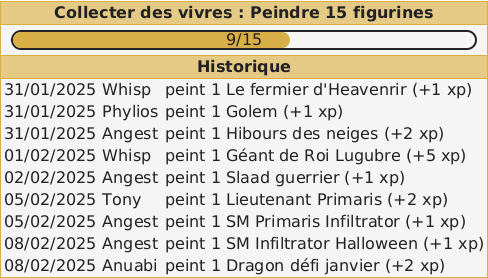 Collecter des vivres : Peindre 15 figurines
9/15
Historique
31/01/2025 Whisp peint 1 Le fermier d'Heavenrir (+1 xp)
31/01/2025 Phylios peint 1 Golem (+1 xp)
31/01/2025 Angest peint 1 Hibours des neiges (+2 xp)
01/02/2025 Whisp peint 1 Géant de Roi Lugubre (+5 xp)
02/02/2025 Angest peint 1 Slaad guerrier (+1 xp)
05/02/2025 Tony peint 1 Lieutenant Primaris (+2 xp)
05/02/2025 Angest peint 1 SM Primaris Infiltrator (+1 xp)
08/02/2025 Angest peint 1 SM Infiltrator Halloween (+1 xp)
08/02/2025 Anuabi peint 1 Dragon défi janvier (+2 xp)